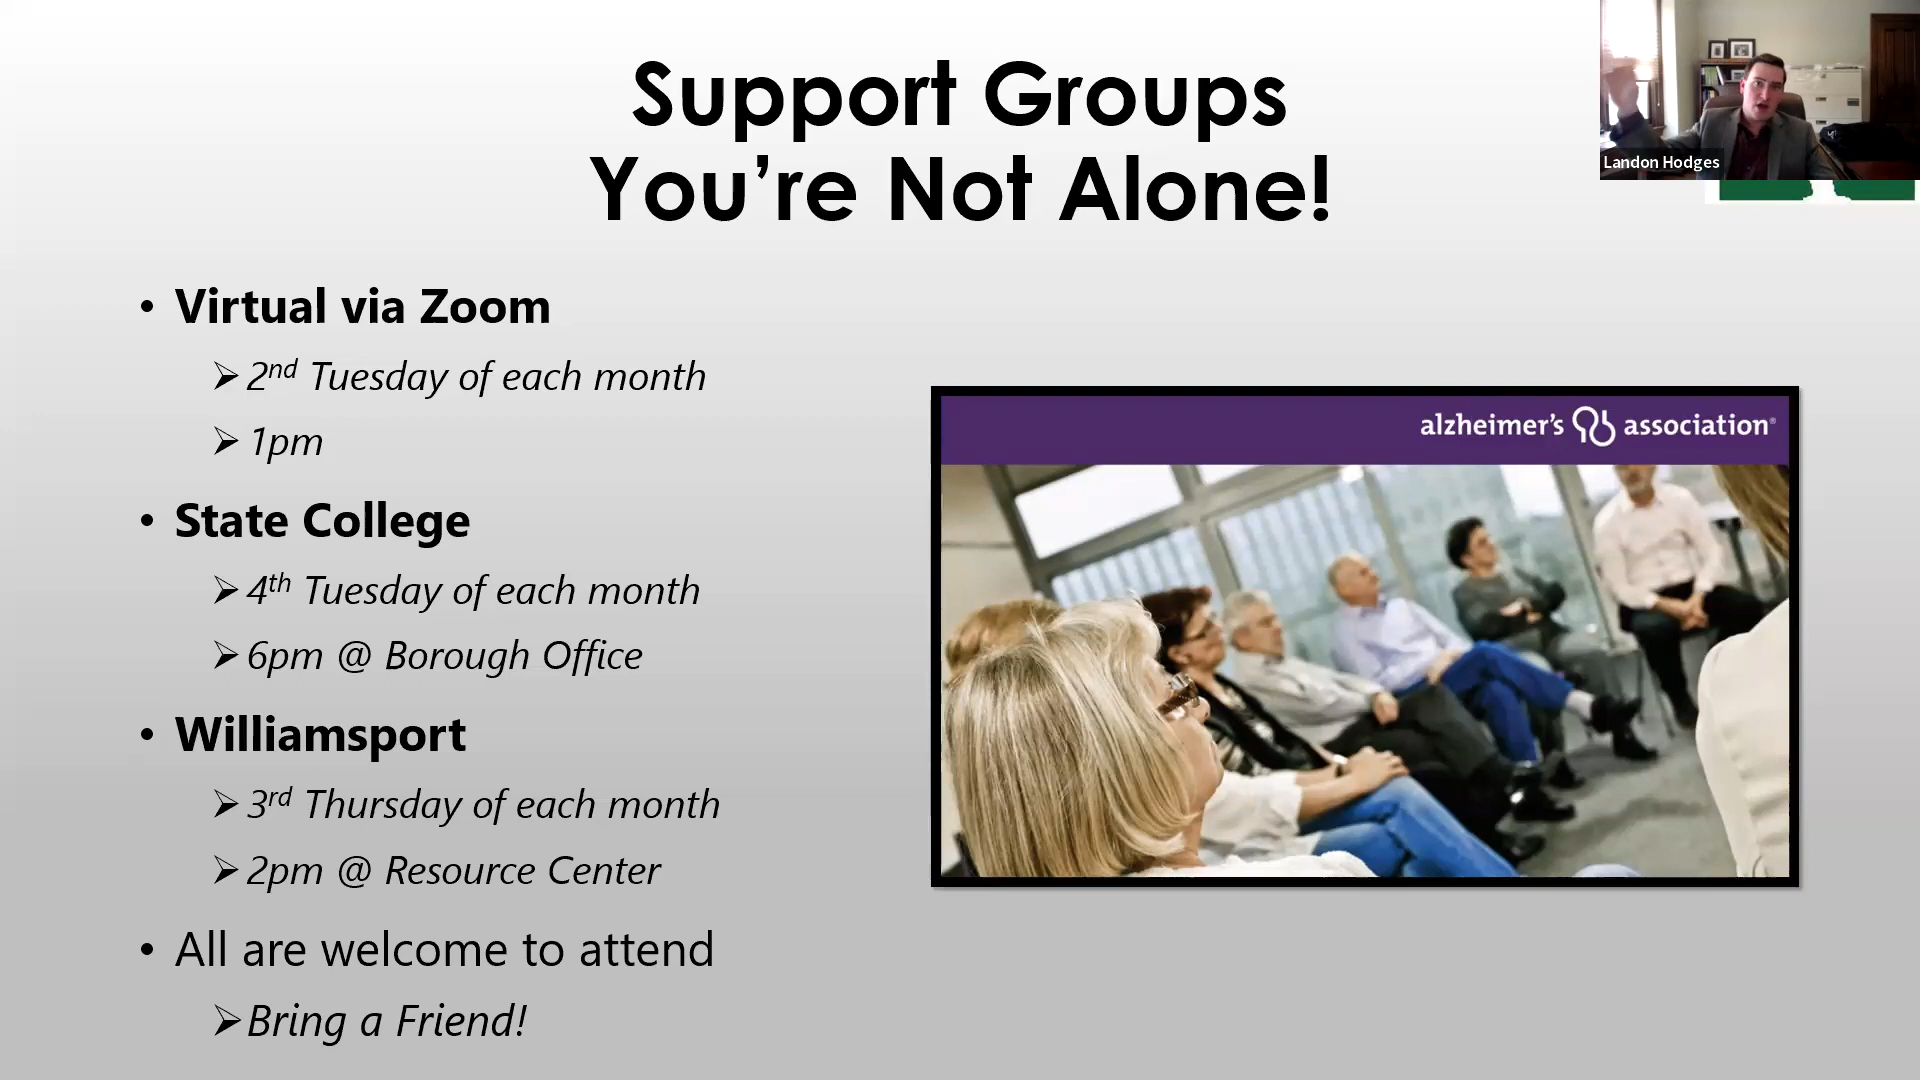 Support Groups
You're Not Alone!
Landon Hodges
• Virtual via Zoom
➢ 2nd Tuesday of each month
➢ 1pm
• State College
➢ 4th Tuesday of each month
➢ 6pm @ Borough Office
• Williamsport
➢ 3rd Thursday of each month
➢ 2pm @ Resource Center
• All are welcome to attend
➢ Bring a Friend!
alzheimer's association®